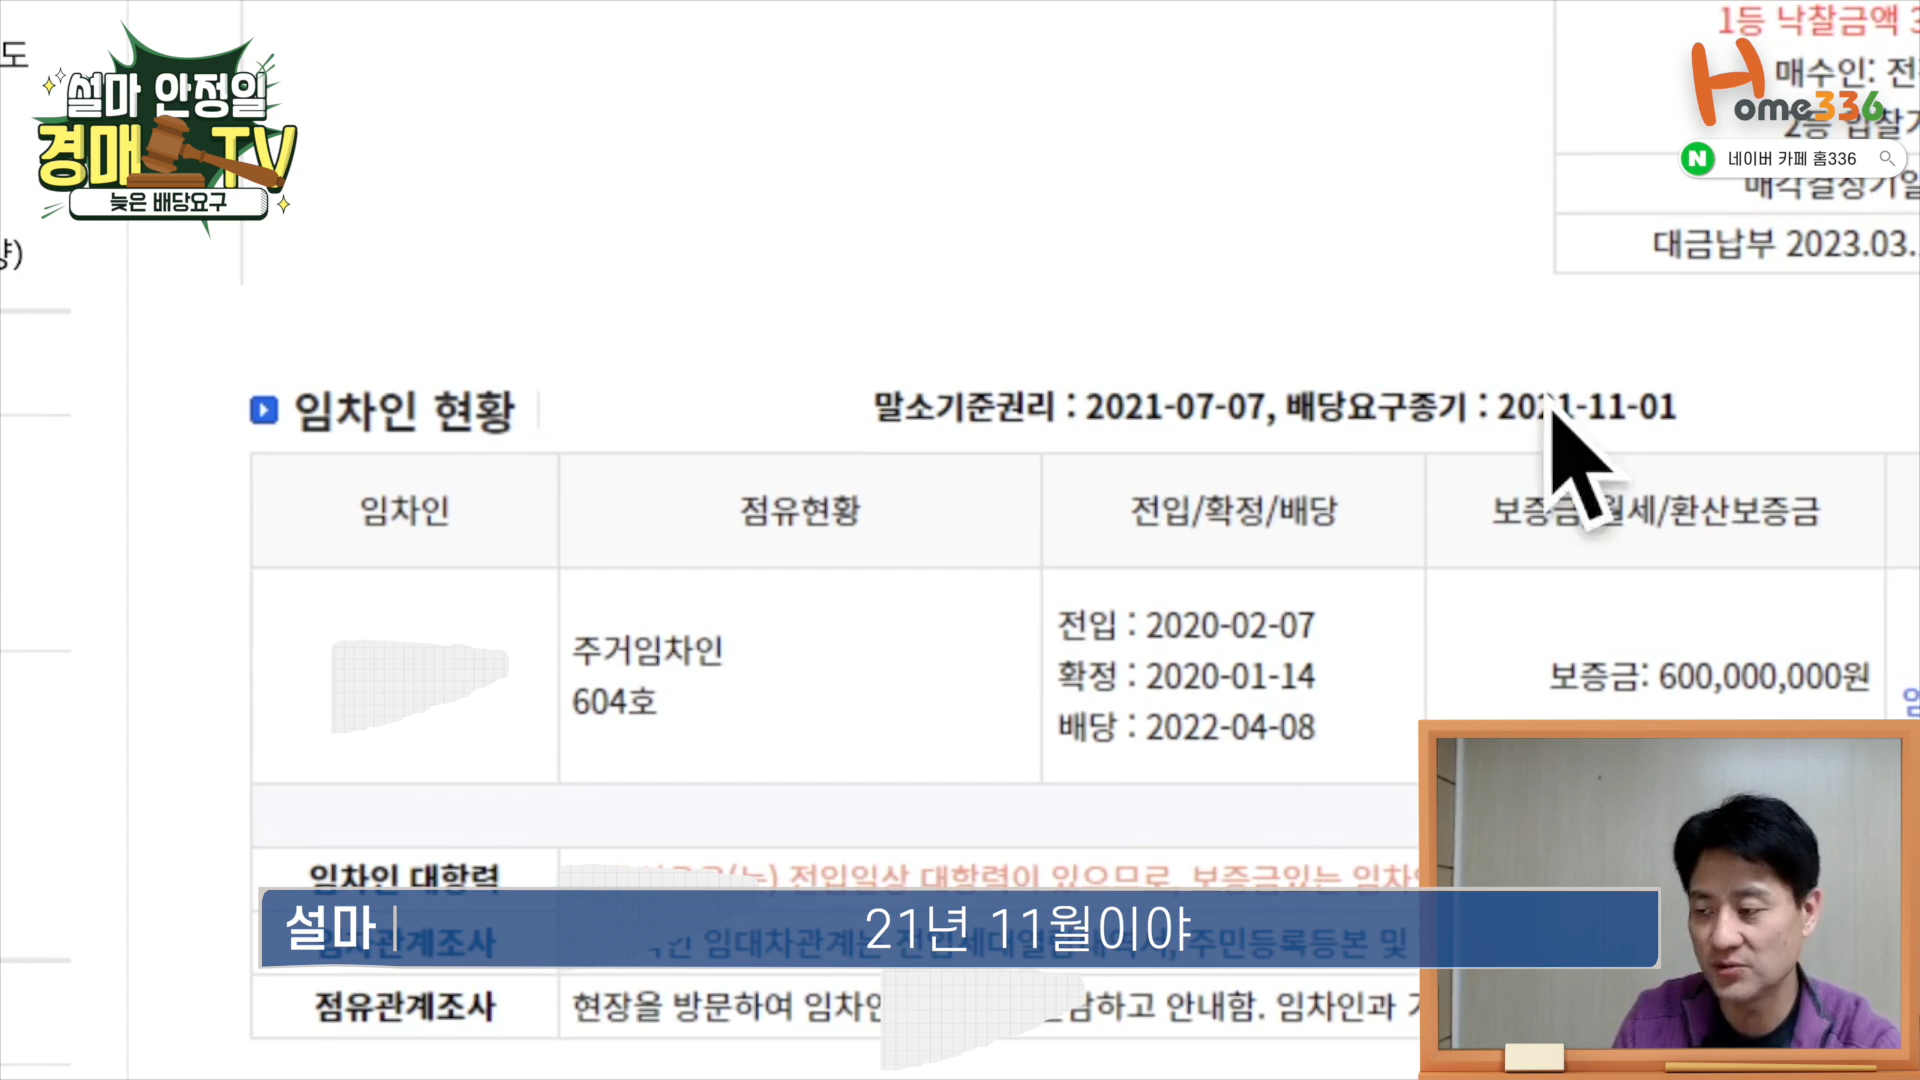 설마 안정일
경매 TV
늦은 배당요구
도
1등 낙찰금액
매수인: 전
Home336
2등 입찰가
네이버 카페 홈336
매각결정기일
대금납부 2023.03.
임차인 현황
말소기준권리 : 2021-07-07, 배당요구종기 : 2021-11-01
임차인
점유현황
전입/확정/배당
보증금/월세/환산보증금
주거임차인
604호
전입 : 2020-02-07
확정 : 2020-01-14
배당 : 2022-04-08
보증금: 600,000,000원
임차인 대항력
전입일상 대항력이 있으므로, 보증금있는
설마
21년 11월이야
임차관계조사
임대차관계는 주민등록등본 및
점유관계조사
현장을 방문하여 하고 안내함. 임차인과